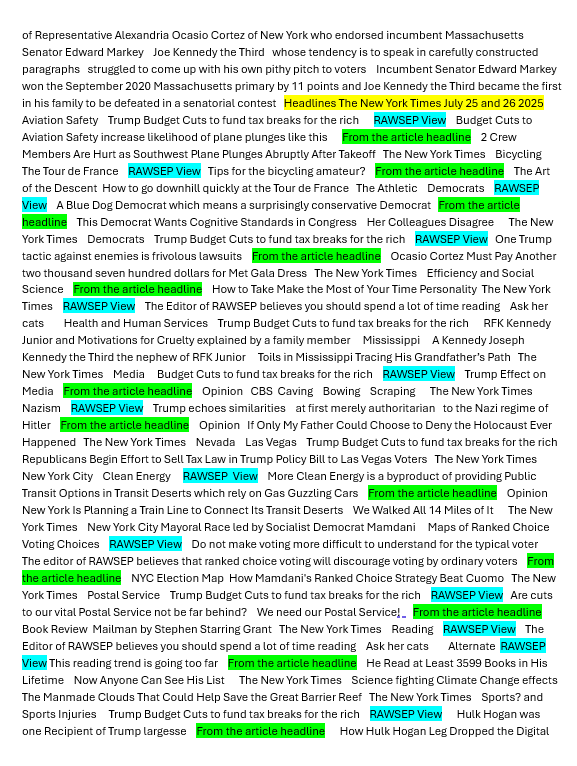 of Representative Alexandria Ocasio Cortez of New York who endorsed incumbent Massachusetts
Senator Edward Markey Joe Kennedy the Third whose tendency is to speak in carefully constructed
paragraphs struggled to come up with his own pithy pitch to voters Incumbent Senator Edward Markey
won the September 2020 Massachusetts primary by 11 points and Joe Kennedy the Third became the first
in his family to be defeated in a senatorial contest Headlines The New York Times July 25 and 26 2025
Aviation Safety Trump Budget Cuts to fund tax breaks for the rich RAWSEP View Budget Cuts to
Aviation Safety increase likelihood of plane plunges like this From the article headline 2 Crew
Members Are Hurt as Southwest Plane Plunges Abruptly After Takeoff The New York Times Bicycling
The Tour de France RAWSEP View Tips for the bicycling amateur? From the article headline The Art
of the Descent How to go downhill quickly at the Tour de France The Athletic Democrats RAWSEP
View A Blue Dog Democrat which means a surprisingly conservative Democrat From the article
headline This Democrat Wants Cognitive Standards in Congress Her Colleagues Disagree The New
York Times Democrats Trump Budget Cuts to fund tax breaks for the rich RAWSEP View One Trump
tactic against enemies is frivolous lawsuits From the article headline Ocasio Cortez Must Pay Another
two thousand seven hundred dollars for Met Gala Dress The New York Times Efficiency and Social
Science From the article headline How to Take Make the Most of Your Time Personality The New York
Times RAWSEP View The Editor of RAWSEP believes you should spend a lot of time reading Ask her
cats Health and Human Services Trump Budget Cuts to fund tax breaks for the rich RFK Kennedy
Junior and Motivations for Cruelty explained by a family member Mississippi A Kennedy Joseph
Kennedy the Third the nephew of RFK Junior Toils in Mississippi Tracing His Grandfather's Path The
New York Times Media Budget Cuts to fund tax breaks for the rich RAWSEP View Trump Effect on
Media From the article headline Opinion CBS Caving Bowing Scraping The New York Times
Nazism RAWSEP View Trump echoes similarities at first merely authoritarian to the Nazi regime of
Hitler From the article headline Opinion If Only My Father Could Choose to Deny the Holocaust Ever
Happened The New York Times Nevada Las Vegas Trump Budget Cuts to fund tax breaks for the rich
Republicans Begin Effort to Sell Tax Law in Trump Policy Bill to Las Vegas Voters The New York Times
New York City Clean Energy RAWSEP View More Clean Energy is a byproduct of providing Public
Transit Options in Transit Deserts which rely on Gas Guzzling Cars From the article headline Opinion
New York Is Planning a Train Line to Connect Its Transit Deserts We Walked All 14 Miles of It The New
York Times New York City Mayoral Race led by Socialist Democrat Mamdani Maps of Ranked Choice
Voting Choices RAWSEP View Do not make voting more difficult to understand for the typical voter
The editor of RAWSEP believes that ranked choice voting will discourage voting by ordinary voters From
the article headline NYC Election Map How Mamdani's Ranked Choice Strategy Beat Cuomo The New
York Times Postal Service Trump Budget Cuts to fund tax breaks for the rich RAWSEP View Are cuts
to our vital Postal Service not be far behind? We need our Postal Service! From the article headline
Book Review Mailman by Stephen Starring Grant The New York Times Reading RAWSEP View The
Editor of RAWSEP believes you should spend a lot of time reading Ask her cats Alternate RAWSEP
View This reading trend is going too far From the article headline He Read at Least 3599 Books in His
Lifetime Now Anyone Can See His List The New York Times Science fighting Climate Change effects
The Manmade Clouds That Could Help Save the Great Barrier Reef The New York Times Sports? and
Sports Injuries Trump Budget Cuts to fund tax breaks for the rich RAWSEP View Hulk Hogan was
one Recipient of Trump largesse From the article headline How Hulk Hogan Leg Dropped the Digital